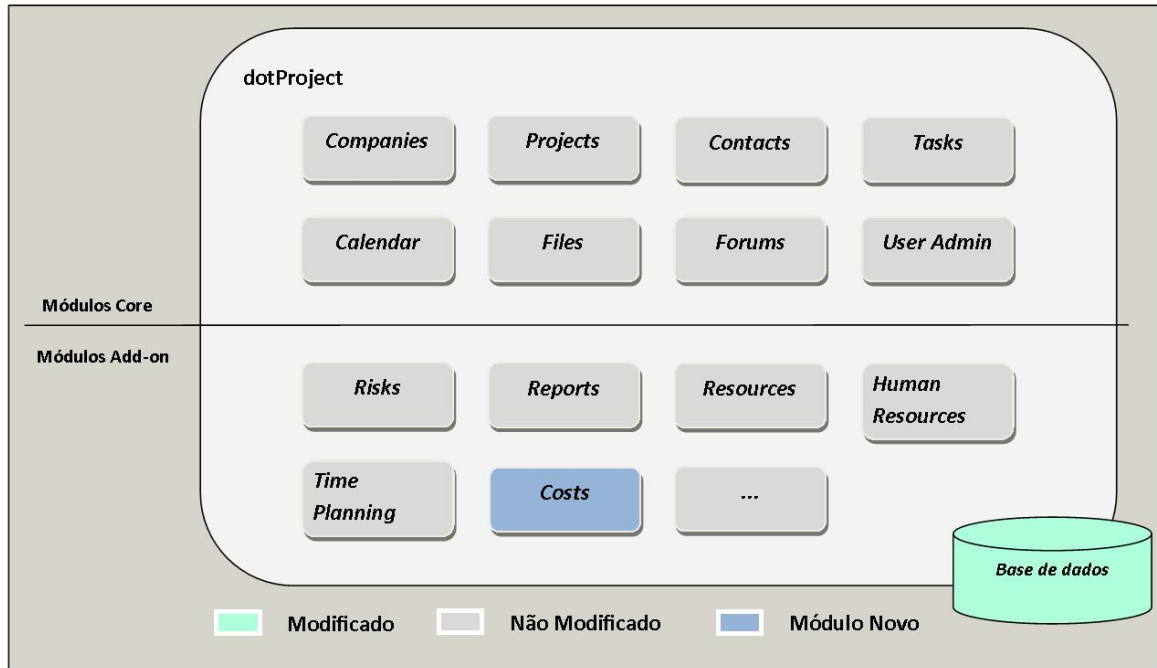 dotProject
Companies
Projects
Contacts
Tasks
Calendar
Files
Forums
User Admin
Módulos Core
Módulos Add-on
Risks
Reports
Resources
Human
Resources
Time
Planning
Costs
...
Base de dados
Modificado
Não Modificado
Módulo Novo